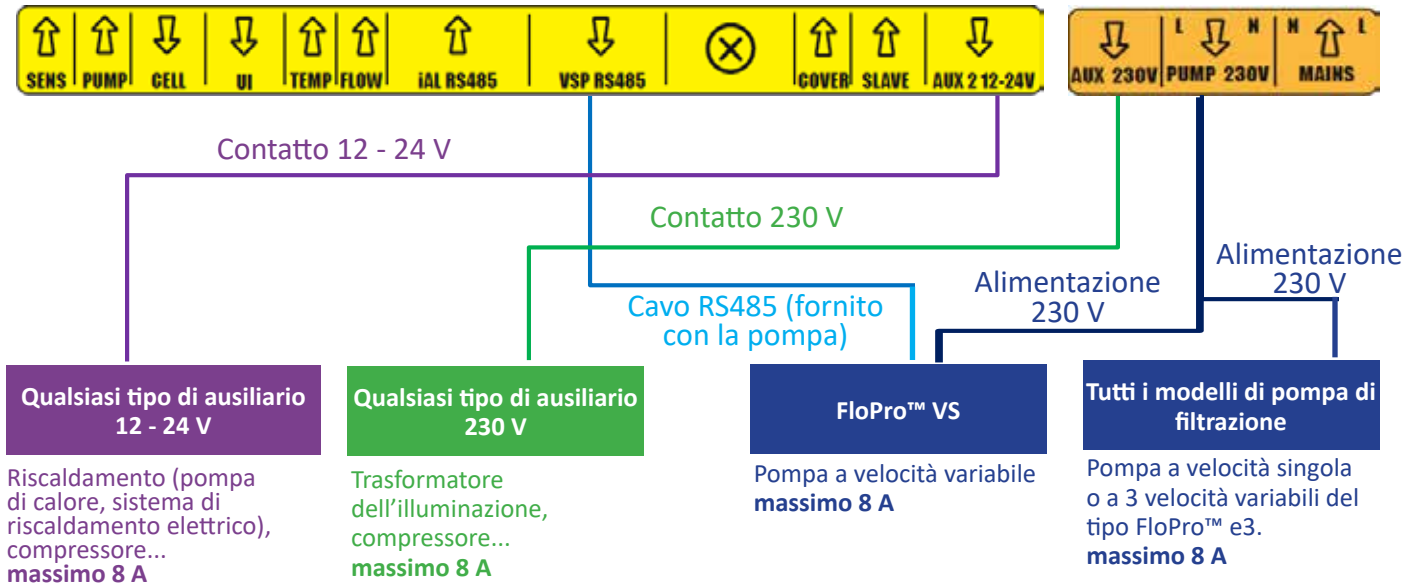 SENS PUMP CELL UI TEMP FLOW iAL RS485 VSP RS485 COVER SLAVE AUX 2 12-24V
L N N L
AUX 230V PUMP 230V MAINS
Contatto 12 - 24 V
Contatto 230 V
Alimentazione
230 V
Alimentazione
230 V
Cavo RS485 (fornito
con la pompa)
Qualsiasi tipo di ausiliario
12 - 24 V
Riscaldamento (pompa
di calore, sistema di
riscaldamento elettrico),
compressore...
massimo 8 A
Qualsiasi tipo di ausiliario
230 V
Trasformatore
dell’illuminazione,
compressore...
massimo 8 A
FloPro™ VS
Pompa a velocità variabile
massimo 8 A
Tutti i modelli di pompa di
filtrazione
Pompa a velocità singola
o a 3 velocità variabili del
tipo FloPro™ e3.
massimo 8 A